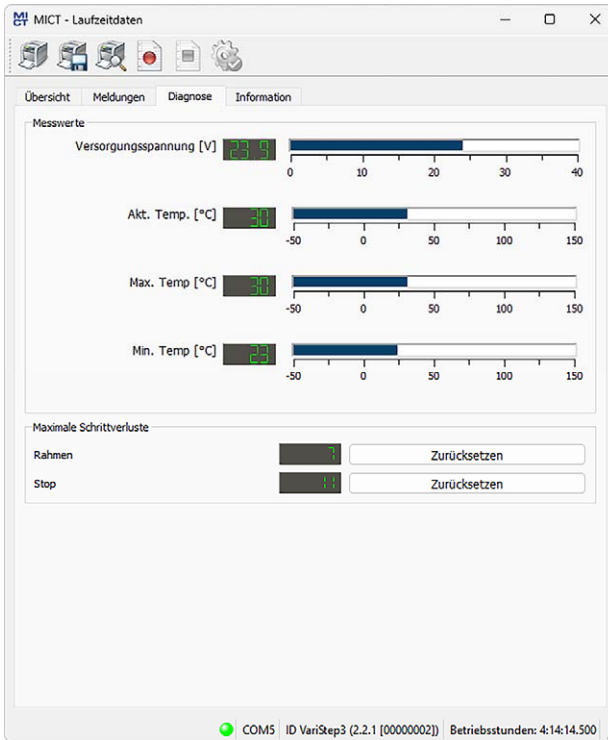 MICT - Laufzeitdaten
Übersicht Meldungen Diagnose Information
Messwerte
Versorgungsspannung [V] 23.9
0 10 20 30 40
Akt. Temp. [°C] 30
-50 0 50 100 150
Max. Temp [°C] 30
-50 0 50 100 150
Min. Temp [°C] 23
-50 0 50 100 150
Maximale Schrittverluste
Rahmen 7 Zurücksetzen
Stop 11 Zurücksetzen
COM5 ID VariStep3 (2.2.1 [00000002]) Betriebsstunden: 4:14:14.500